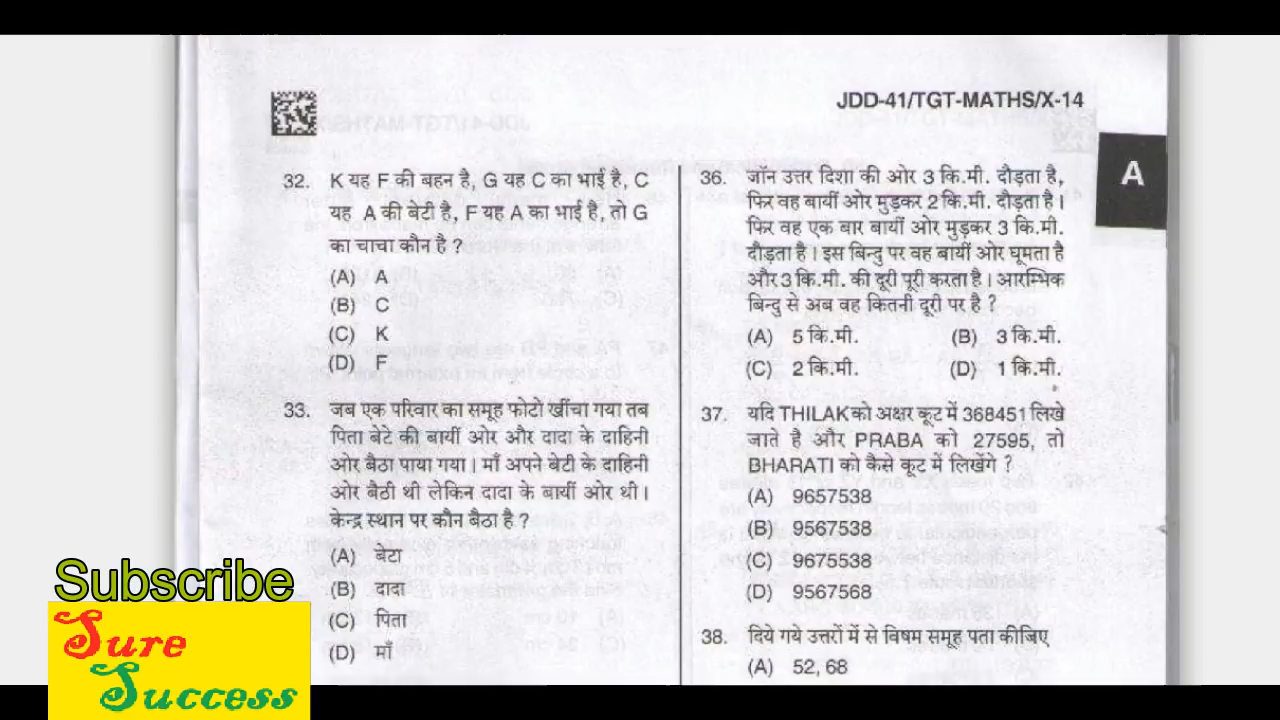 JDD-41/TGT-MATHS/X-14
A
32. K यह F की बहन है, G यह C का भाई है, C
यह A की बेटी है, F यह A का भाई है, तो G
का चाचा कौन है ?
(A) A
(B) C
(C) K
(D) F
33. जब एक परिवार का समूह फोटो खींचा गया तब
पिता बेटे की बायीं ओर और दादा के दाहिनी
ओर बैठा पाया गया। माँ अपने बेटी के दाहिनी
ओर बैठी थी लेकिन दादा के बायीं ओर थी।
केन्द्र स्थान पर कौन बैठा है ?
(A) बेटा
(B) दादा
(C) पिता
(D) माँ
36. जॉन उत्तर दिशा की ओर 3 कि.मी. दौड़ता है,
फिर वह बायीं ओर मुड़कर 2 कि.मी. दौड़ता है।
फिर वह एक बार बायीं ओर मुड़कर 3 कि.मी.
दौड़ता है। इस बिन्दु पर वह बायीं ओर घूमता है
और 3 कि.मी. की दूरी पूरी करता है। आरम्भिक
बिन्दु से अब वह कितनी दूरी पर है ?
(A) 5 कि.मी. (B) 3 कि.मी.
(C) 2 कि.मी. (D) 1 कि.मी.
37. यदि THILAK को अक्षर कूट में 368451 लिखे
जाते है और PRABA को 27595, तो
BHARATI को कैसे कूट में लिखेंगे ?
(A) 9657538
(B) 9567538
(C) 9675538
(D) 9567568
38. दिये गये उत्तरों में से विषम समूह पता कीजिए
(A) 52, 68
Subscribe
Sure
Success